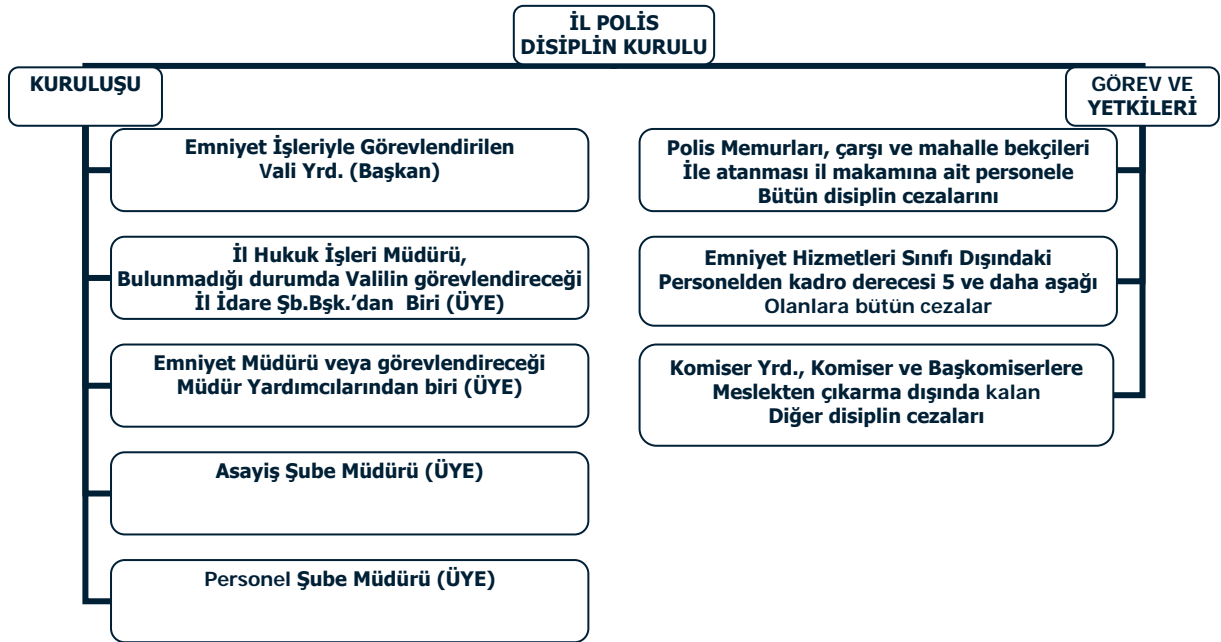 İL POLİS
DİSİPLİN KURULU
KURULUŞU
Emniyet İşleriyle Görevlendirilen
Vali Yrd. (Başkan)
İl Hukuk İşleri Müdürü,
Bulunmadığı durumda Valilin görevlendireceği
İl İdare Şb.Bşk.’dan Biri (ÜYE)
Emniyet Müdürü veya görevlendireceği
Müdür Yardımcılarından biri (ÜYE)
Asayiş Şube Müdürü (ÜYE)
Personel Şube Müdürü (ÜYE)
GÖREV VE
YETKİLERİ
Polis Memurları, çarşı ve mahalle bekçileri
İle atanması il makamına ait personele
Bütün disiplin cezalarını
Emniyet Hizmetleri Sınıfı Dışındaki
Personelden kadro derecesi 5 ve daha aşağı
Olanlara bütün cezalar
Komiser Yrd., Komiser ve Başkomiserlere
Meslekten çıkarma dışında kalan
Diğer disiplin cezaları